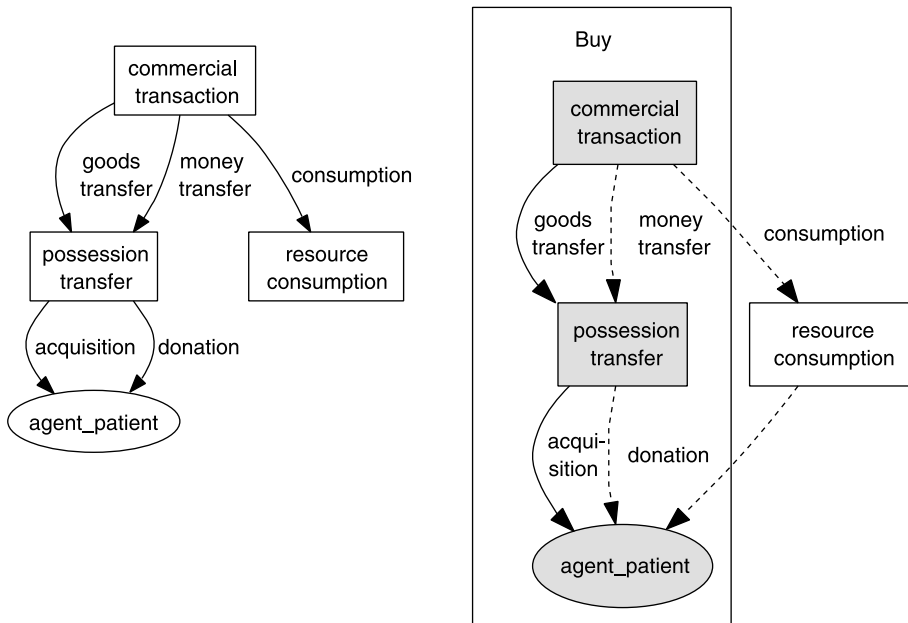 commercial
transaction
goods
transfer
money
transfer
consumption
possession
transfer
resource
consumption
acquisition
donation
agent_patient
Buy
commercial
transaction
goods
transfer
money
transfer
consumption
possession
transfer
resource
consumption
acqui-
sition
donation
agent_patient